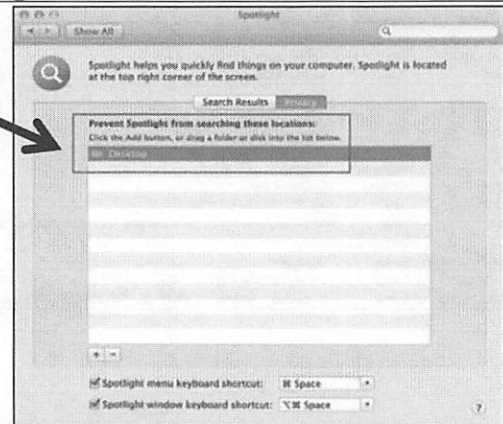 Spotlight
Show All
Spotlight helps you quickly find things on your computer. Spotlight is located
at the top right corner of the screen.
Search Results Privacy
Prevent Spotlight from searching these locations:
Click the Add button, or drag a folder or disk into the list below.
Desktop
+ −
Spotlight menu keyboard shortcut: ⌘ Space
Spotlight window keyboard shortcut: ⌥⌘ Space
?